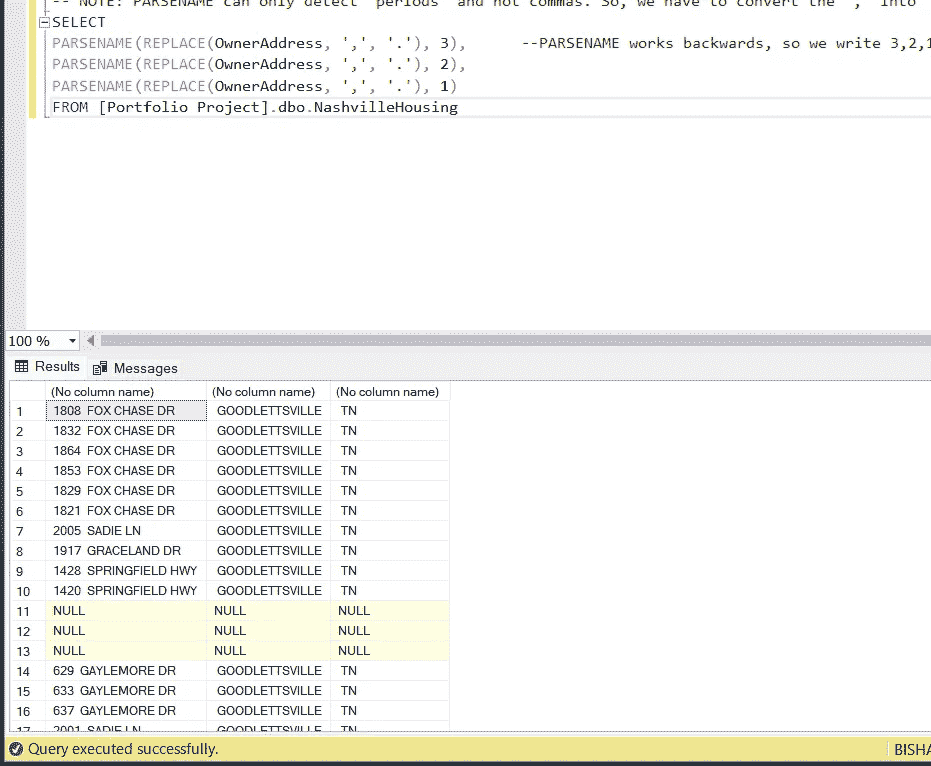 -- NOTE: PARSENAME can only detect 'periods' and not commas. So, we have to convert the ',' into
SELECT
PARSENAME(REPLACE(OwnerAddress, ',', '.'), 3),      --PARSENAME works backwards, so we write 3,2,1
PARSENAME(REPLACE(OwnerAddress, ',', '.'), 2),
PARSENAME(REPLACE(OwnerAddress, ',', '.'), 1)
FROM [Portfolio Project].dbo.NashvilleHousing
100 %
Results Messages
(No column name) (No column name) (No column name)
1 1808 FOX CHASE DR GOODLETTSVILLE TN
2 1832 FOX CHASE DR GOODLETTSVILLE TN
3 1864 FOX CHASE DR GOODLETTSVILLE TN
4 1853 FOX CHASE DR GOODLETTSVILLE TN
5 1829 FOX CHASE DR GOODLETTSVILLE TN
6 1821 FOX CHASE DR GOODLETTSVILLE TN
7 2005 SADIE LN GOODLETTSVILLE TN
8 1917 GRACELAND DR GOODLETTSVILLE TN
9 1428 SPRINGFIELD HWY GOODLETTSVILLE TN
10 1420 SPRINGFIELD HWY GOODLETTSVILLE TN
11 NULL NULL NULL
12 NULL NULL NULL
13 NULL NULL NULL
14 629 GAYLEMORE DR GOODLETTSVILLE TN
15 633 GAYLEMORE DR GOODLETTSVILLE TN
16 637 GAYLEMORE DR GOODLETTSVILLE TN
17 2001 SADIE LN GOODLETTSVILLE TN
Query executed successfully. BISHA